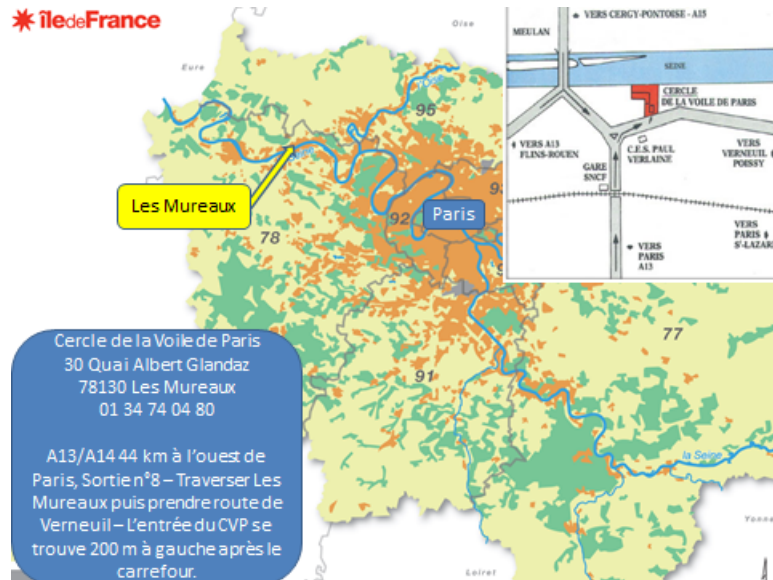 îledeFrance
Oise
Eure
95
Les Mureaux
78
92
Paris
91
77
la Seine
Yonne
Loiret
VERS CERGY-PONTOISE - A15
MEULAN
SEINE
CERCLE
DE LA VOILE DE PARIS
VERS A13
FLINS-ROUEN
C.E.S. PAUL
VERLAINE
VERS
VERNEUIL
POISSY
GARE
SNCF
VERS
PARIS
A13
VERS
PARIS
St-LAZARE
Cercle de la Voile de Paris
30 Quai Albert Glandaz
78130 Les Mureaux
01 34 74 04 80
A13/A14 44 km à l'ouest de
Paris, Sortie n°8 – Traverser Les
Mureaux puis prendre route de
Verneuil – L'entrée du CVP se
trouve 200 m à gauche après le
carrefour.